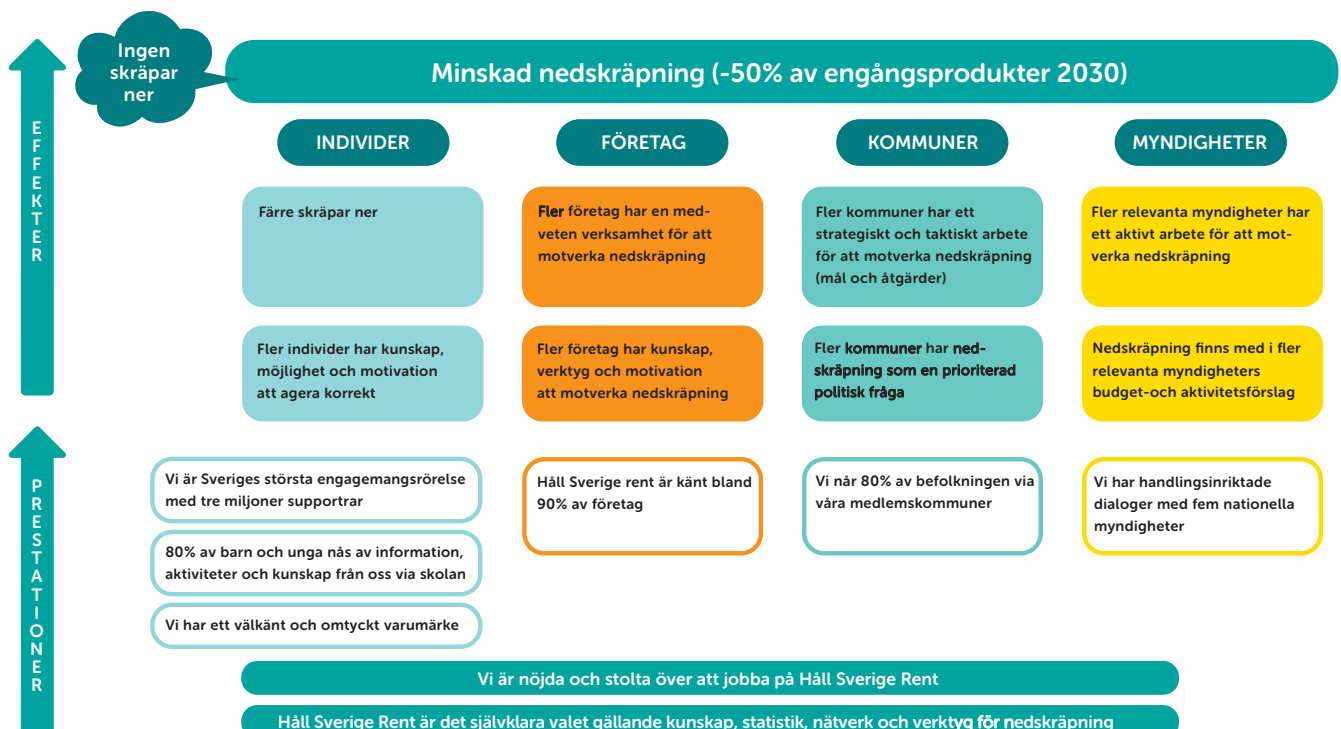 Ingen
skräpar
ner
Minskad nedskräpning (-50% av engångsprodukter 2030)
EFFEKTER
INDIVIDER
FÖRETAG
KOMMUNER
MYNDIGHETER
Färre skräpar ner
Fler företag har en med-
veten verksamhet för att
motverka nedskräpning
Fler kommuner har ett
strategiskt och taktiskt arbete
för att motverka nedskräpning
(mål och åtgärder)
Fler relevanta myndigheter har
ett aktivt arbete för att mot-
verka nedskräpning
Fler individer har kunskap,
möjlighet och motivation
att agera korrekt
Fler företag har kunskap,
verktyg och motivation
att motverka nedskräpning
Fler kommuner har ned-
skräpning som en prioriterad
politisk fråga
Nedskräpning finns med i fler
relevanta myndigheters
budget-och aktivitetsförslag
PRESTATIONER
Vi är Sveriges största engagemangsrörelse
med tre miljoner supportrar
80% av barn och unga nås av information,
aktiviteter och kunskap från oss via skolan
Vi har ett välkänt och omtyckt varumärke
Håll Sverige rent är känt bland
90% av företag
Vi når 80% av befolkningen via
våra medlemskommuner
Vi har handlingsinriktade
dialoger med fem nationella
myndigheter
Vi är nöjda och stolta över att jobba på Håll Sverige Rent
Håll Sverige Rent är det självklara valet gällande kunskap, statistik, nätverk och verktyg för nedskräpning